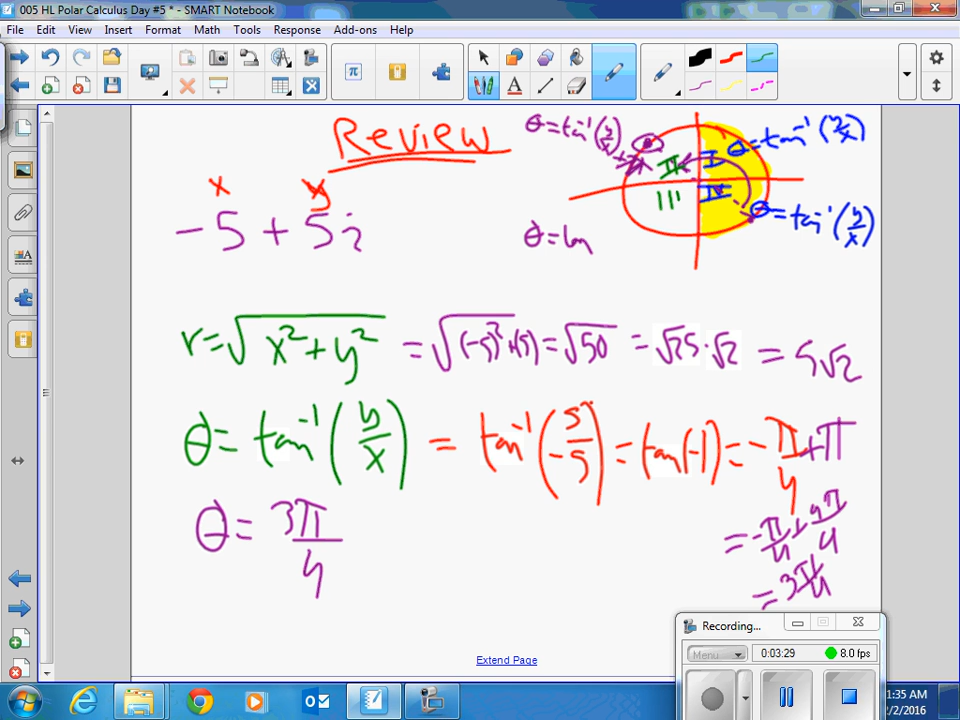 005 HL Polar Calculus Day #5 * - SMART Notebook
File Edit View Insert Format Math Tools Response Add-ons Help
Review
θ=tan⁻¹(y/x)+π
II
I
θ=tan⁻¹(y/x)
III
IV
θ=tan⁻¹(y/x)
θ=tan
x y
-5 + 5i
r=√(x²+y²) = √((-5)²+(5)) = √50 = √25·√2 = 5√2
θ= tan⁻¹(y/x) = tan⁻¹(5/-5) = tan(-1) = -π/4+π
θ= 3π/4
= -π/4+4π/4
= 3π/4
Extend Page
Recording...
Menu
0:03:29
8.0 fps
1:35 AM
2/2/2016